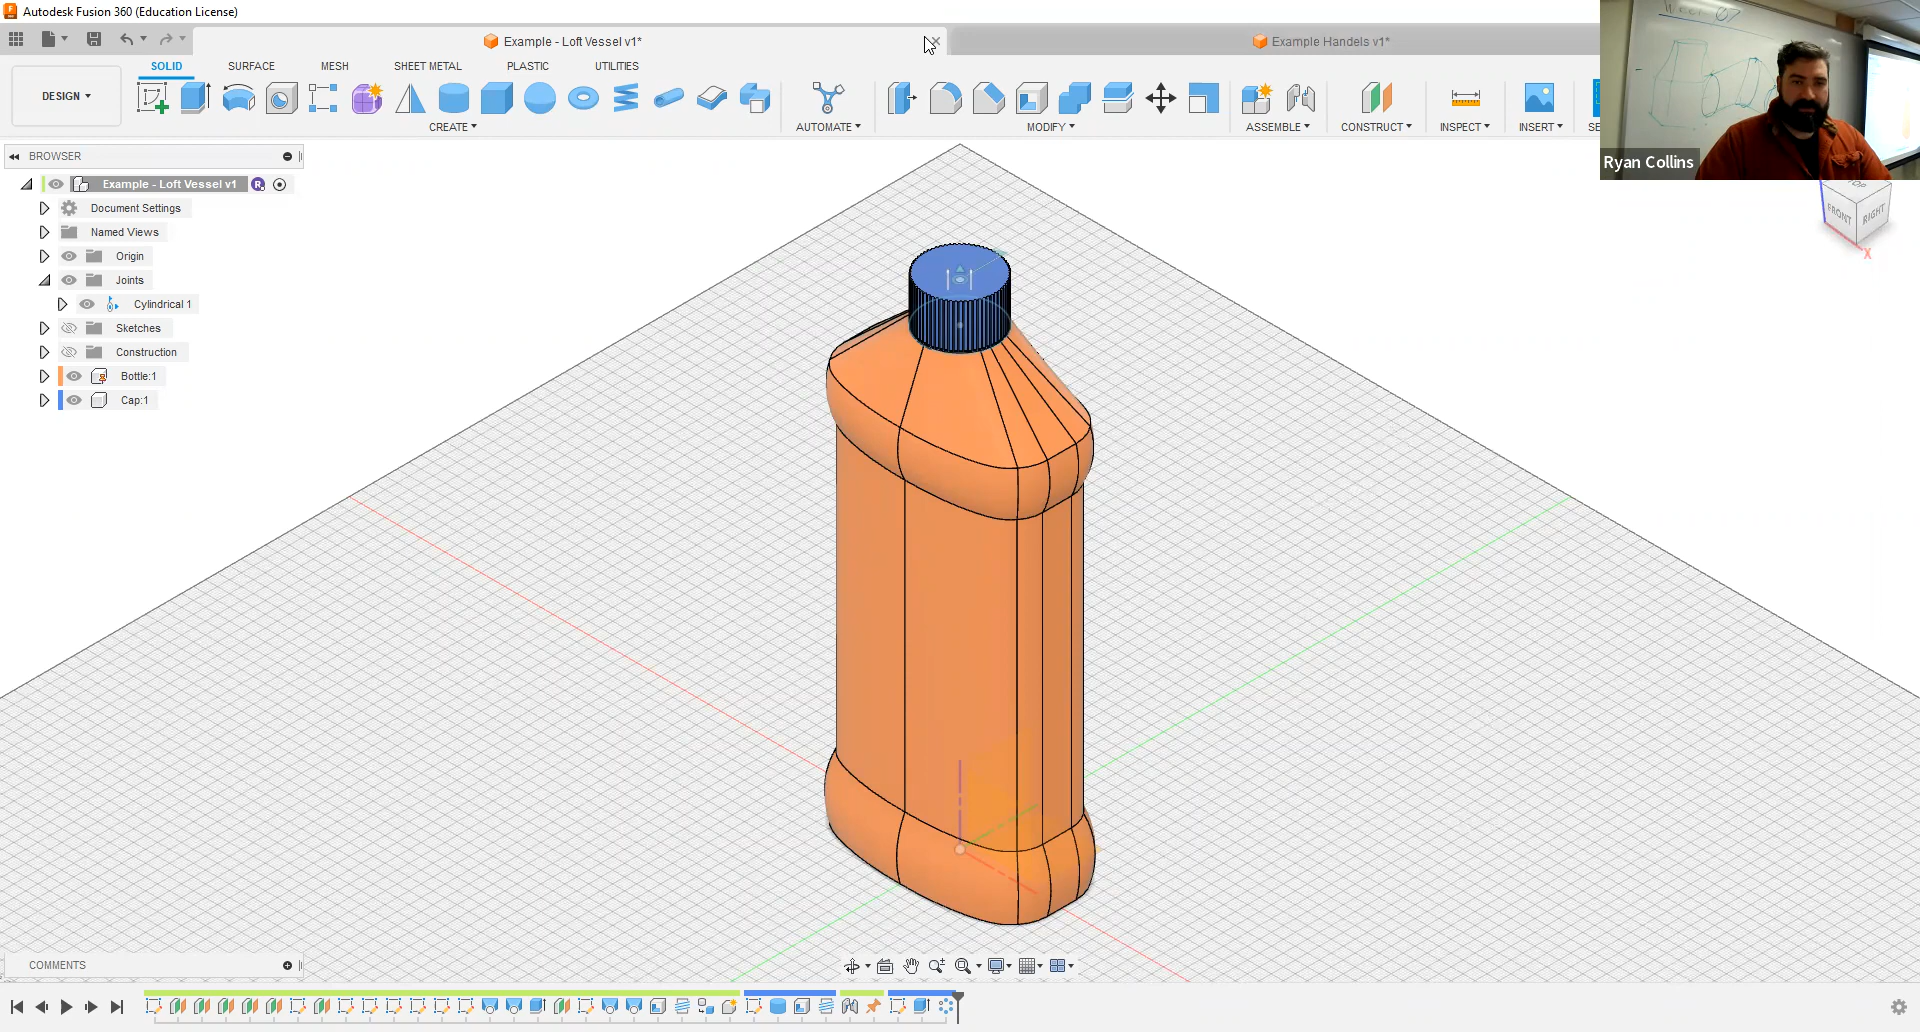 Autodesk Fusion 360 (Education License)
Example - Loft Vessel v1*
Example Handels v1*
SOLID
SURFACE
MESH
SHEET METAL
PLASTIC
UTILITIES
DESIGN
CREATE
AUTOMATE
MODIFY
ASSEMBLE
CONSTRUCT
INSPECT
INSERT
SE
Ryan Collins
BROWSER
Example - Loft Vessel v1
R
Document Settings
Named Views
Origin
Joints
Cylindrical 1
Sketches
Construction
Bottle:1
Cap:1
TOP
FRONT
RIGHT
X
COMMENTS